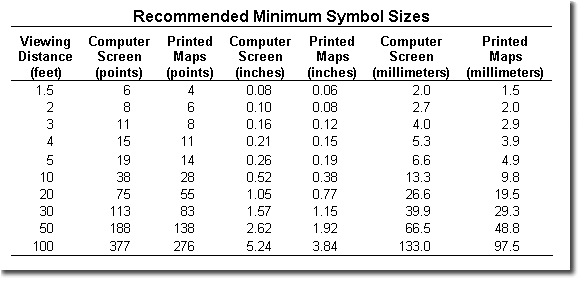 Recommended Minimum Symbol Sizes
Viewing Computer Printed Computer Printed Computer Printed
Distance Screen Maps Screen Maps Screen Maps
(feet) (points) (points) (inches) (inches) (millimeters) (millimeters)
1.5 6 4 0.08 0.06 2.0 1.5
2 8 6 0.10 0.08 2.7 2.0
3 11 8 0.16 0.12 4.0 2.9
4 15 11 0.21 0.15 5.3 3.9
5 19 14 0.26 0.19 6.6 4.9
10 38 28 0.52 0.38 13.3 9.8
20 75 55 1.05 0.77 26.6 19.5
30 113 83 1.57 1.15 39.9 29.3
50 188 138 2.62 1.92 66.5 48.8
100 377 276 5.24 3.84 133.0 97.5